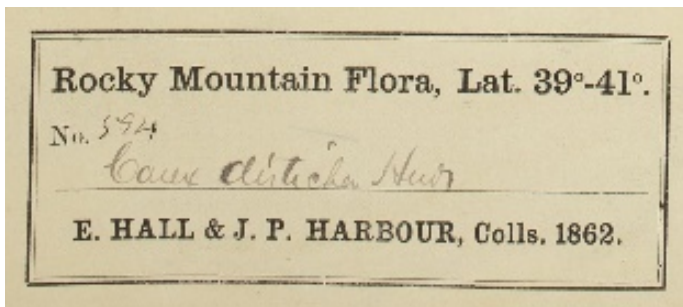 Rocky Mountain Flora, Lat. 39°-41°.
No. 594
Carex disticha Huds
E. HALL & J. P. HARBOUR, Colls. 1862.